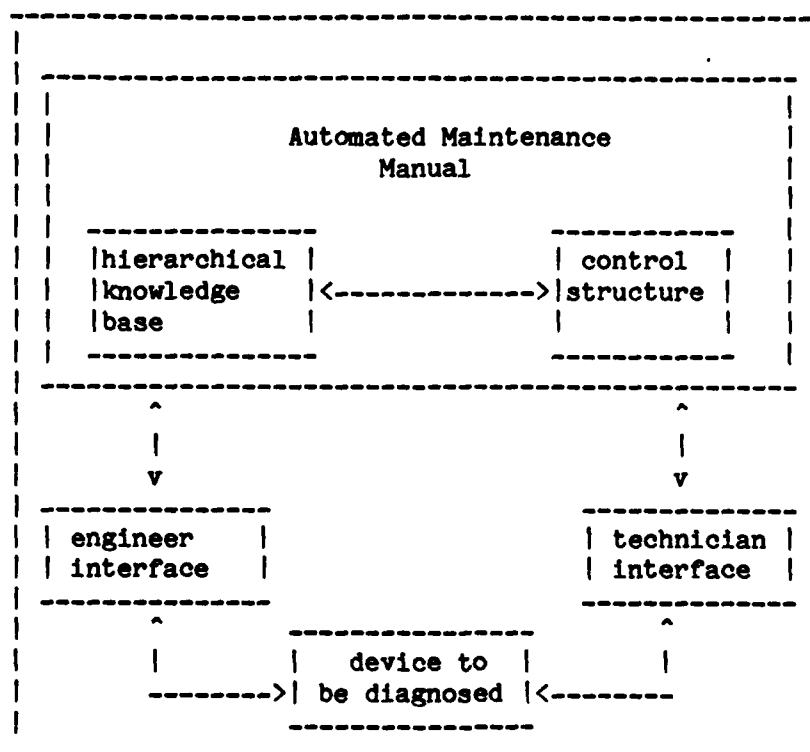 Automated Maintenance
Manual
hierarchical
knowledge
base
control
structure
engineer
interface
technician
interface
device to
be diagnosed